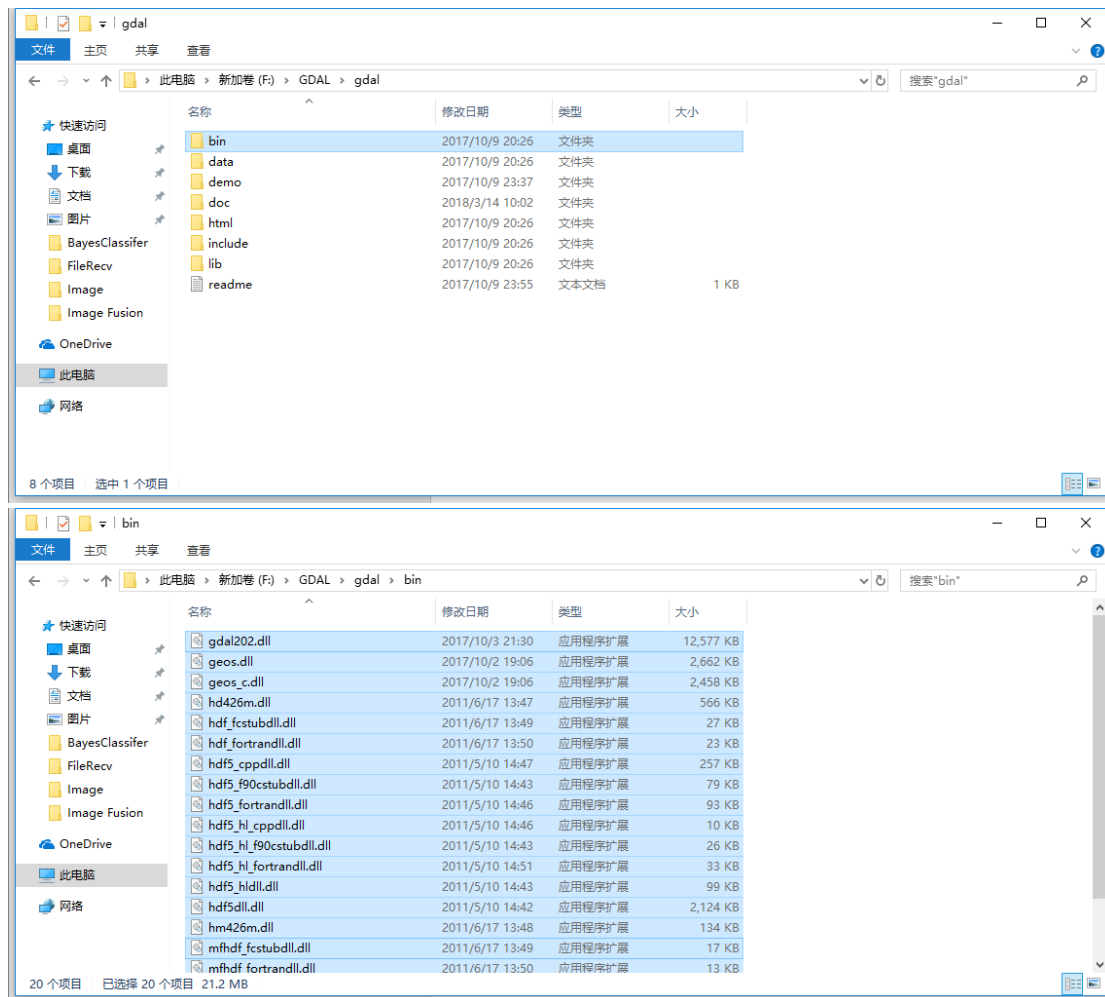 gdal
文件 主页 共享 查看
此电脑 › 新加卷 (F:) › GDAL › gdal 搜索"gdal"
名称 修改日期 类型 大小
快速访问
桌面
下载
文档
图片
BayesClassifer
FileRecv
Image
Image Fusion
OneDrive
此电脑
网络
bin 2017/10/9 20:26 文件夹
data 2017/10/9 20:26 文件夹
demo 2017/10/9 23:37 文件夹
doc 2018/3/14 10:02 文件夹
html 2017/10/9 20:26 文件夹
include 2017/10/9 20:26 文件夹
lib 2017/10/9 20:26 文件夹
readme 2017/10/9 23:55 文本文档 1 KB
8 个项目 选中 1 个项目
bin
文件 主页 共享 查看
此电脑 › 新加卷 (F:) › GDAL › gdal › bin 搜索"bin"
名称 修改日期 类型 大小
快速访问
桌面
下载
文档
图片
BayesClassifer
FileRecv
Image
Image Fusion
OneDrive
此电脑
网络
gdal202.dll 2017/10/3 21:30 应用程序扩展 12,577 KB
geos.dll 2017/10/2 19:06 应用程序扩展 2,662 KB
geos_c.dll 2017/10/2 19:06 应用程序扩展 2,458 KB
hd426m.dll 2011/6/17 13:47 应用程序扩展 566 KB
hdf_fcstubdll.dll 2011/6/17 13:49 应用程序扩展 27 KB
hdf_fortrandll.dll 2011/6/17 13:50 应用程序扩展 23 KB
hdf5_cppdll.dll 2011/5/10 14:47 应用程序扩展 257 KB
hdf5_f90cstubdll.dll 2011/5/10 14:43 应用程序扩展 79 KB
hdf5_fortrandll.dll 2011/5/10 14:46 应用程序扩展 93 KB
hdf5_hl_cppdll.dll 2011/5/10 14:46 应用程序扩展 10 KB
hdf5_hl_f90cstubdll.dll 2011/5/10 14:43 应用程序扩展 26 KB
hdf5_hl_fortrandll.dll 2011/5/10 14:51 应用程序扩展 33 KB
hdf5_hldll.dll 2011/5/10 14:43 应用程序扩展 99 KB
hdf5dll.dll 2011/5/10 14:42 应用程序扩展 2,124 KB
hm426m.dll 2011/6/17 13:48 应用程序扩展 134 KB
mfhdf_fcstubdll.dll 2011/6/17 13:49 应用程序扩展 17 KB
mfhdf_fortrandll.dll 2011/6/17 13:50 应用程序扩展 13 KB
20 个项目 已选择 20 个项目 21.2 MB